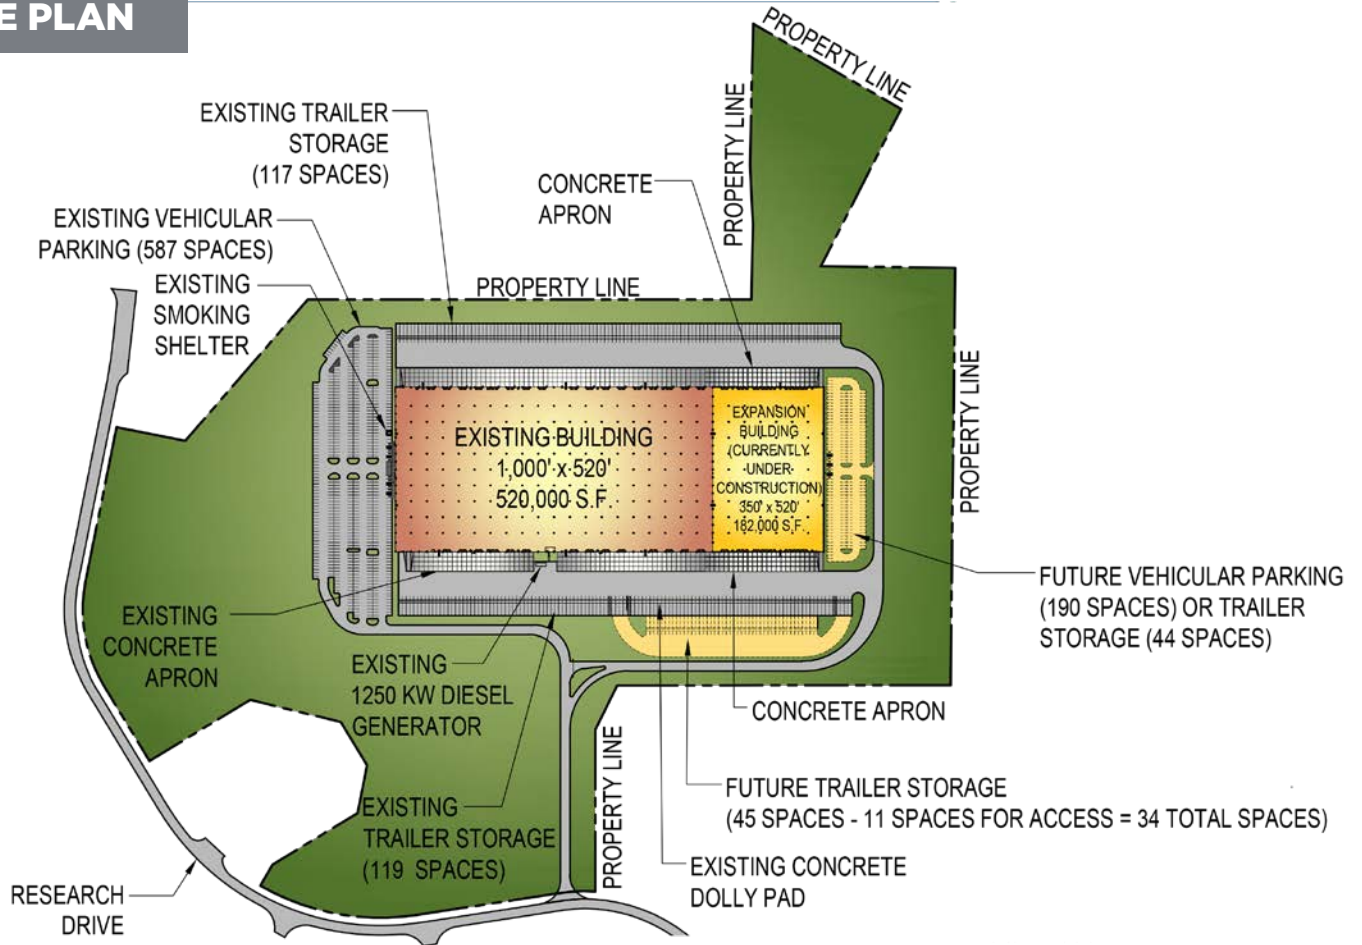 E PLAN
PROPERTY LINE
EXISTING TRAILER
STORAGE
(117 SPACES)
PROPERTY LINE
CONCRETE
APRON
EXISTING VEHICULAR
PARKING (587 SPACES)
EXISTING
SMOKING
SHELTER
PROPERTY LINE
PROPERTY LINE
EXISTING BUILDING
1,000' x 520'
520,000 S.F.
EXPANSION
BUILDING
(CURRENTLY
UNDER
CONSTRUCTION)
350' x 520'
182,000 S.F.
FUTURE VEHICULAR PARKING
(190 SPACES) OR TRAILER
STORAGE (44 SPACES)
EXISTING
CONCRETE
APRON
EXISTING
1250 KW DIESEL
GENERATOR
CONCRETE APRON
PROPERTY LINE
FUTURE TRAILER STORAGE
(45 SPACES - 11 SPACES FOR ACCESS = 34 TOTAL SPACES)
EXISTING
TRAILER STORAGE
(119 SPACES)
EXISTING CONCRETE
DOLLY PAD
RESEARCH
DRIVE